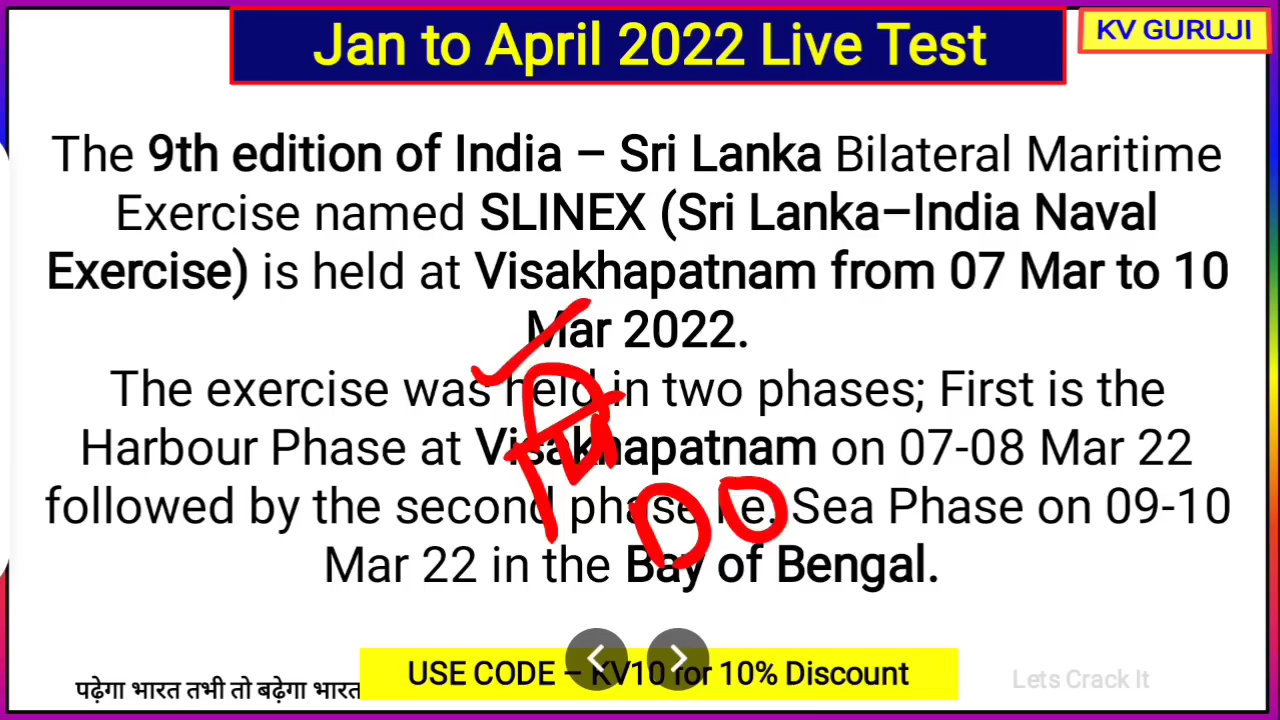 Jan to April 2022 Live Test
KV GURUJI
The 9th edition of India – Sri Lanka Bilateral Maritime
Exercise named SLINEX (Sri Lanka–India Naval
Exercise) is held at Visakhapatnam from 07 Mar to 10
Mar 2022.
The exercise was held in two phases; First is the
Harbour Phase at Visakhapatnam on 07-08 Mar 22
followed by the second phase i.e. Sea Phase on 09-10
Mar 22 in the Bay of Bengal.
USE CODE – KV10 for 10% Discount
पढ़ेगा भारत तभी तो बढ़ेगा भारत
Lets Crack It